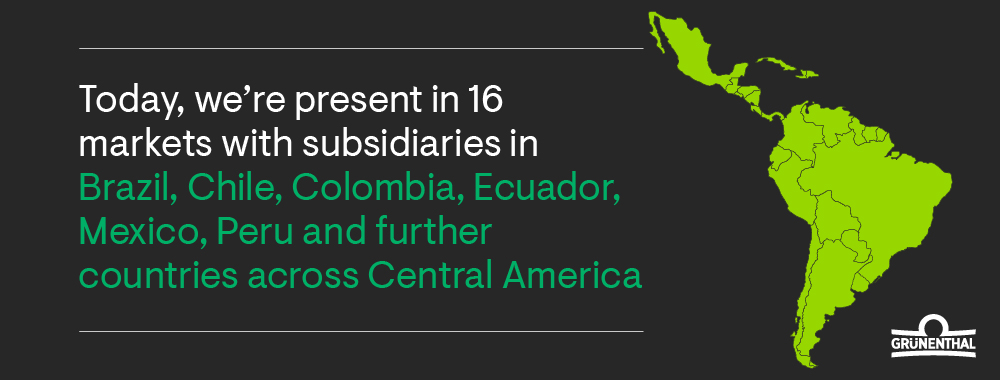 Today, we’re present in 16
markets with subsidiaries in
Brazil, Chile, Colombia, Ecuador,
Mexico, Peru and further
countries across Central America
GRÜNENTHAL